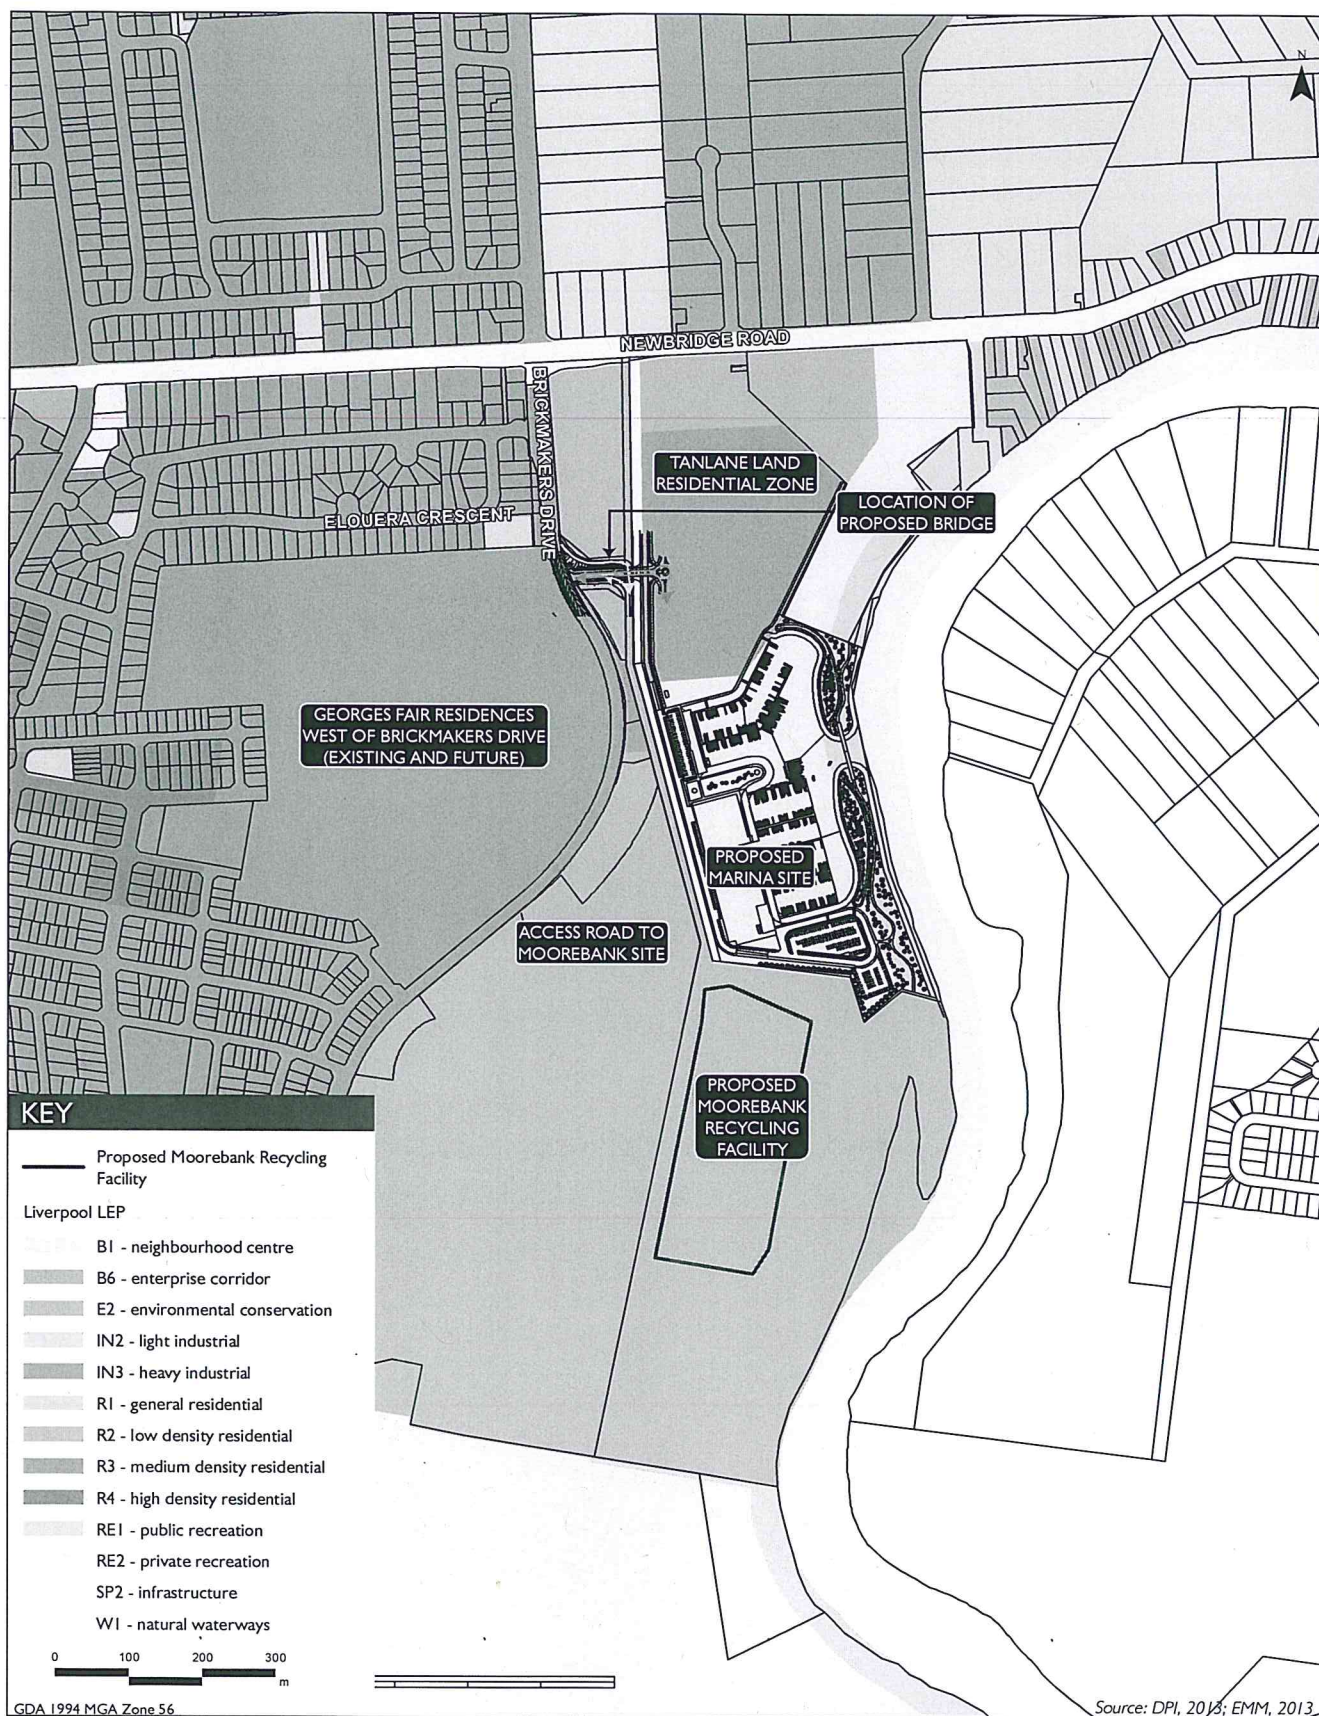 N
NEWBRIDGE ROAD
BRICKMAKERS DRIVE
TANLANE LAND
RESIDENTIAL ZONE
LOCATION OF
PROPOSED BRIDGE
ELOUERA CRESCENT
GEORGES FAIR RESIDENCES
WEST OF BRICKMAKERS DRIVE
(EXISTING AND FUTURE)
PROPOSED
MARINA SITE
ACCESS ROAD TO
MOOREBANK SITE
PROPOSED
MOOREBANK
RECYCLING
FACILITY
KEY
Proposed Moorebank Recycling
Facility
Liverpool LEP
B1 - neighbourhood centre
B6 - enterprise corridor
E2 - environmental conservation
IN2 - light industrial
IN3 - heavy industrial
R1 - general residential
R2 - low density residential
R3 - medium density residential
R4 - high density residential
RE1 - public recreation
RE2 - private recreation
SP2 - infrastructure
W1 - natural waterways
0 100 200 300
m
GDA 1994 MGA Zone 56
Source: DPI, 2013; EMM, 2013